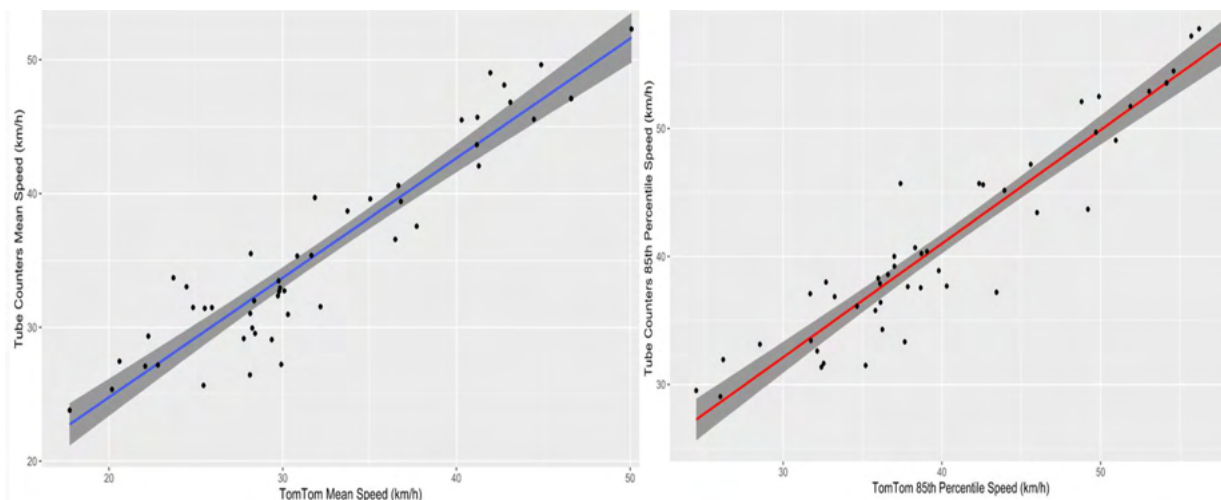 Tube Counters Mean Speed (km/h)
50
40
30
20
20 30 40 50
TomTom Mean Speed (km/h)
Tube Counters 85th Percentile Speed (km/h)
50
40
30
30 40 50
TomTom 85th Percentile Speed (km/h)